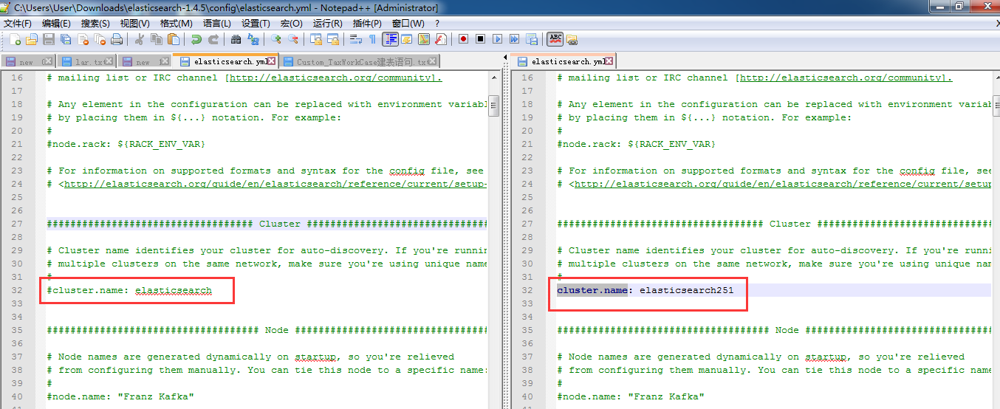 C:\Users\User\Downloads\elasticsearch-1.4.5\config\elasticsearch.yml - Notepad++ [Administrator]
文件(F) 编辑(E) 搜索(S) 视图(V) 格式(M) 语言(L) 设置(T) 宏(O) 运行(R) 插件(P) 窗口(W) ? X
ABC
new 0 lar.txt new 1 elasticsearch.yml Custom_TaxWorkCase建表语句.txt
16 # mailing list or IRC channel [http://elasticsearch.org/community].
17
18 # Any element in the configuration can be replaced with environment variabl
19 # by placing them in ${...} notation. For example:
20 #
21 #node.rack: ${RACK_ENV_VAR}
22
23 # For information on supported formats and syntax for the config file, see
24 # <http://elasticsearch.org/guide/en/elasticsearch/reference/current/setup-
25
26
27 ################################### Cluster ###############################
28
29 # Cluster name identifies your cluster for auto-discovery. If you're runnin
30 # multiple clusters on the same network, make sure you're using unique name
31 #
32 #cluster.name: elasticsearch
33
34
35 #################################### Node #################################
36
37 # Node names are generated dynamically on startup, so you're relieved
38 # from configuring them manually. You can tie this node to a specific name:
39 #
40 #node.name: "Franz Kafka"
elasticsearch.yml
16 # mailing list or IRC channel [http://elasticsearch.org/community].
17
18 # Any element in the configuration can be replaced with environment variabl
19 # by placing them in ${...} notation. For example:
20 #
21 #node.rack: ${RACK_ENV_VAR}
22
23 # For information on supported formats and syntax for the config file, see
24 # <http://elasticsearch.org/guide/en/elasticsearch/reference/current/setup
25
26
27 ################################### Cluster ##############################
28
29 # Cluster name identifies your cluster for auto-discovery. If you're runni
30 # multiple clusters on the same network, make sure you're using unique nam
31 #
32 cluster.name: elasticsearch251
33
34
35 #################################### Node ################################
36
37 # Node names are generated dynamically on startup, so you're relieved
38 # from configuring them manually. You can tie this node to a specific name
39 #
40 #node.name: "Franz Kafka"